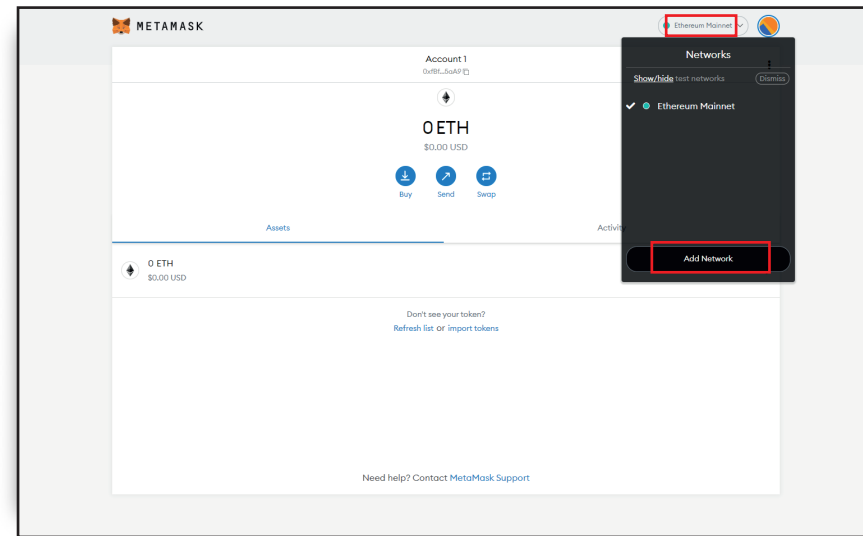 METAMASK
Ethereum Mainnet
Account 1
0xfBf...5aA9
0 ETH
$0.00 USD
Buy
Send
Swap
Assets
Activity
0 ETH
$0.00 USD
Don't see your token?
Refresh list or import tokens
Need help? Contact MetaMask Support
Networks
Show/hide test networks
Dismiss
Ethereum Mainnet
Add Network